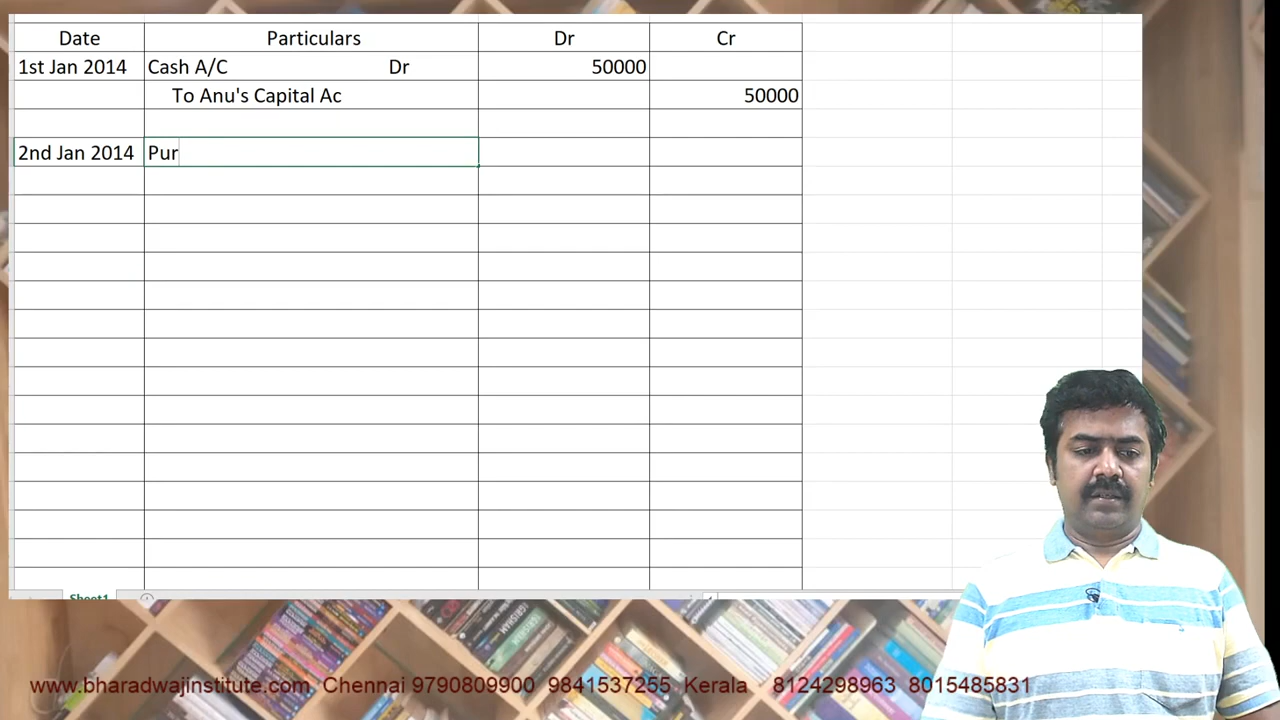 Date Particulars Dr Cr
1st Jan 2014 Cash A/C Dr 50000
To Anu's Capital Ac 50000
2nd Jan 2014 Pur
Sheet1
www.bharadwajinstitute.com Chennai 9790809900 9841537255 Kerala 8124298963 8015485831